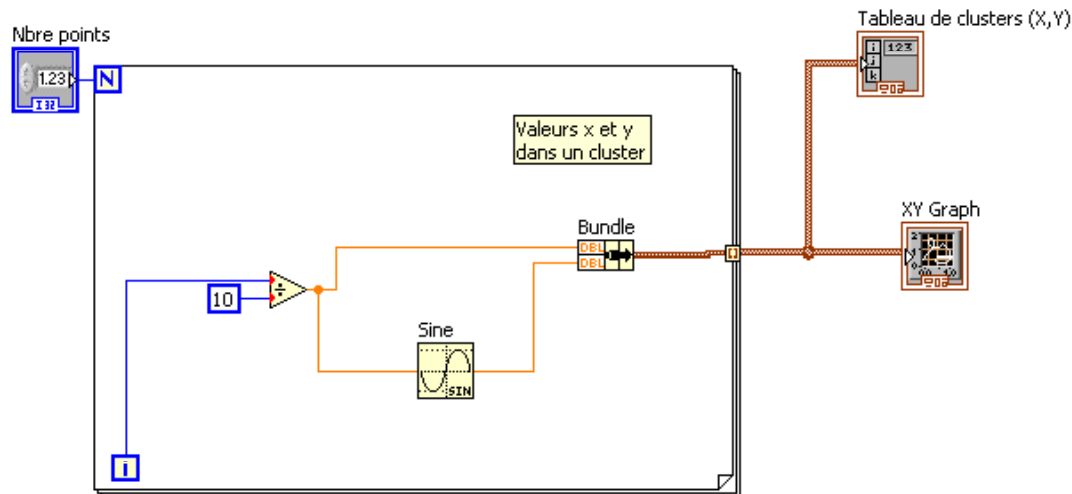 Tableau de clusters (X,Y)
Nbre points
1.23
I32
N
i
j
k
123
Valeurs x et y
dans un cluster
XY Graph
Bundle
DBL
DBL
÷
10
Sine
SIN
i